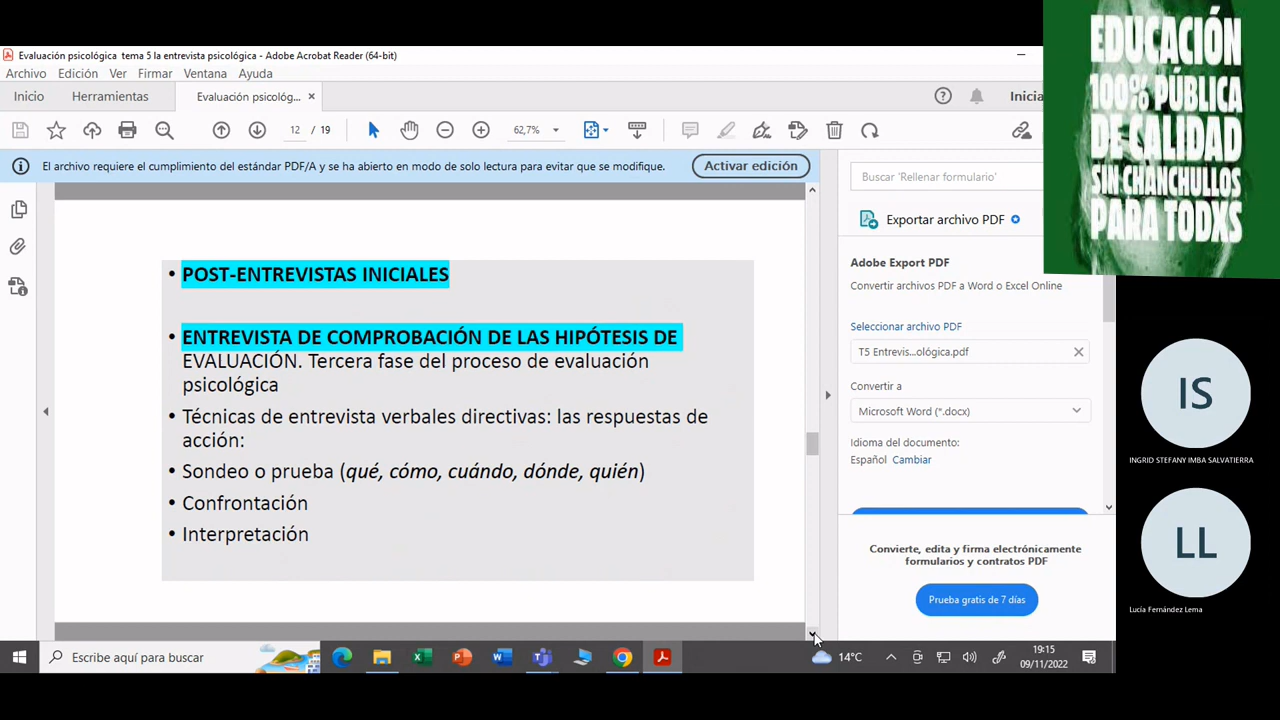 Evaluación psicológica tema 5 la entrevista psicológica - Adobe Acrobat Reader (64-bit)
Archivo Edición Ver Firmar Ventana Ayuda
Inicio Herramientas Evaluación psicológ... Inicia
12 / 19 62,7%
El archivo requiere el cumplimiento del estándar PDF/A y se ha abierto en modo de solo lectura para evitar que se modifique. Activar edición
• POST-ENTREVISTAS INICIALES
• ENTREVISTA DE COMPROBACIÓN DE LAS HIPÓTESIS DE
EVALUACIÓN. Tercera fase del proceso de evaluación
psicológica
• Técnicas de entrevista verbales directivas: las respuestas de
acción:
• Sondeo o prueba (qué, cómo, cuándo, dónde, quién)
• Confrontación
• Interpretación
Buscar 'Rellenar formulario'
Exportar archivo PDF
Adobe Export PDF
Convertir archivos PDF a Word o Excel Online
Seleccionar archivo PDF
T5 Entrevis...ológica.pdf
Convertir a
Microsoft Word (*.docx)
Idioma del documento:
Español Cambiar
Convierte, edita y firma electrónicamente
formularios y contratos PDF
Prueba gratis de 7 días
EDUCACIÓN
100% PÚBLICA
DE CALIDAD
SIN CHANCHULLOS
PARA TODXS
IS
INGRID STEFANY IMBA SALVATIERRA
LL
Lucía Fernández Lema
Escribe aquí para buscar
14°C
19:15
09/11/2022